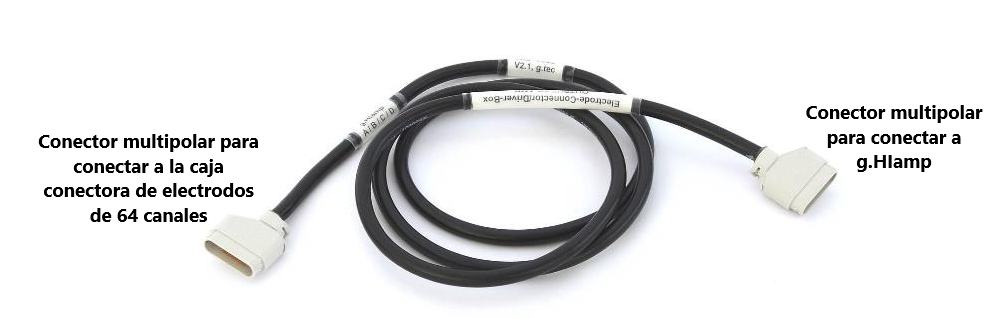 Conector multipolar para
conectar a la caja
conectora de electrodos
de 64 canales
V2.1, g.tec
Electrode-Connector/Driver-Box
A/B/C/D
Conector multipolar
para conectar a
g.HIamp